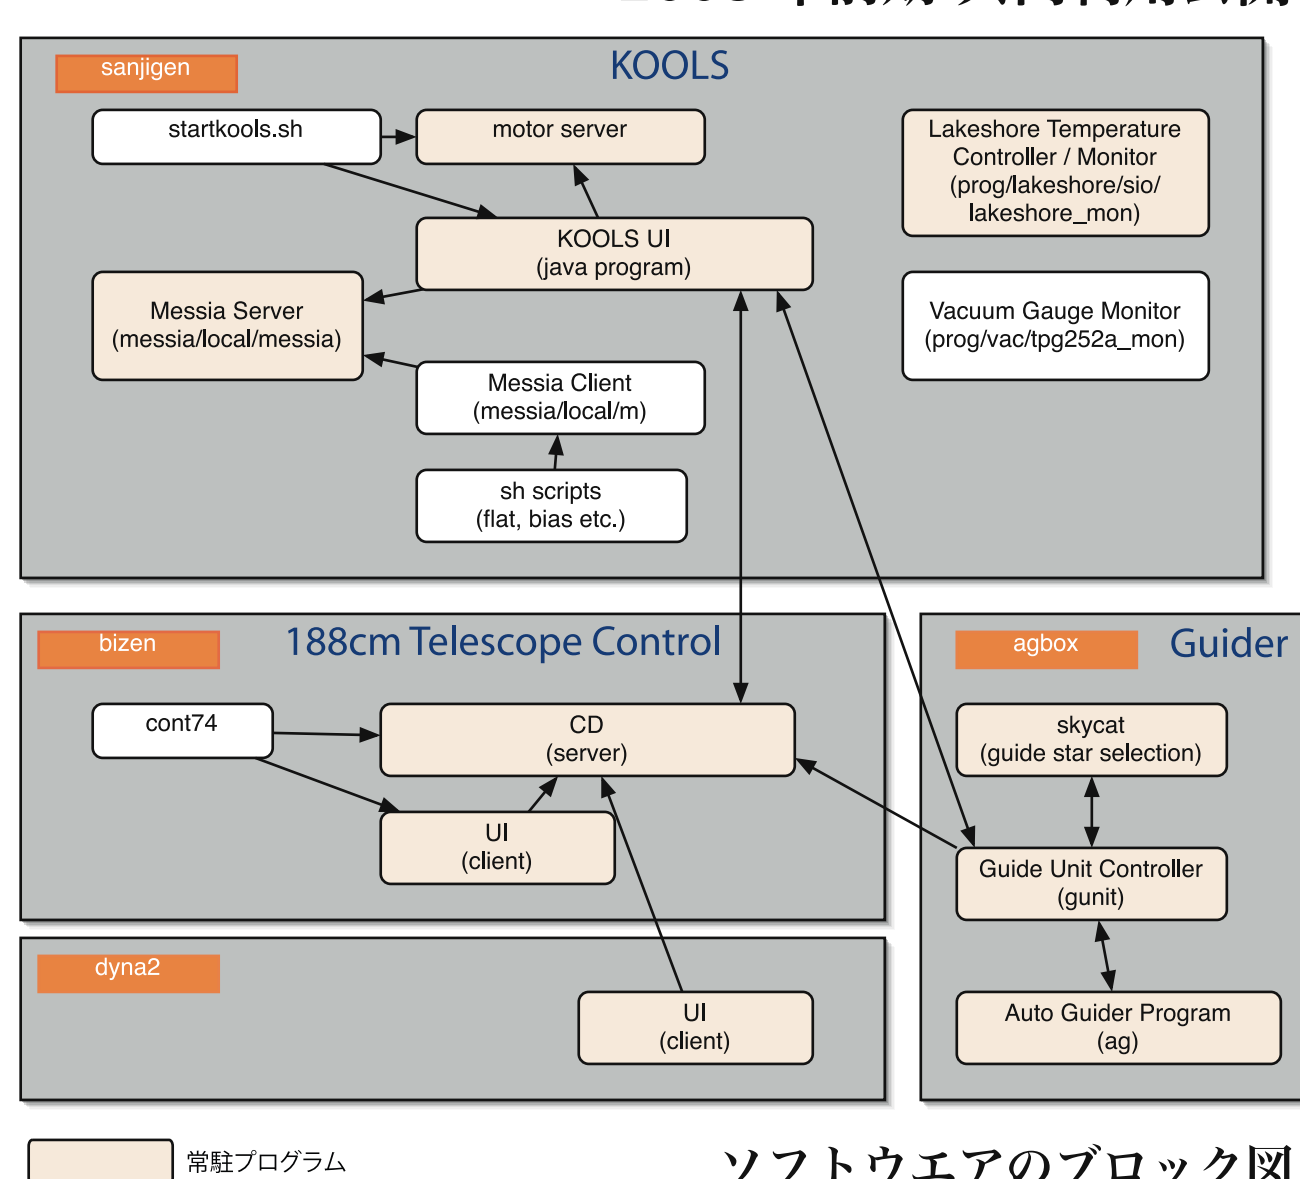 sanjigen
KOOLS
startkools.sh
motor server
Lakeshore Temperature
Controller / Monitor
(prog/lakeshore/sio/
lakeshore_mon)
KOOLS UI
(java program)
Messia Server
(messia/local/messia)
Vacuum Gauge Monitor
(prog/vac/tpg252a_mon)
Messia Client
(messia/local/m)
sh scripts
(flat, bias etc.)
bizen
188cm Telescope Control
agbox
Guider
cont74
CD
(server)
skycat
(guide star selection)
UI
(client)
Guide Unit Controller
(gunit)
dyna2
UI
(client)
Auto Guider Program
(ag)
常駐プログラム
ソフトウエアのブロック図